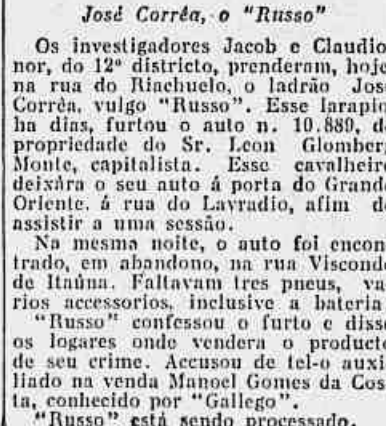 José Corrêa, o "Russo"
Os investigadores Jacob e Claudio-
nor, do 12º districto, prenderam, hoje
na rua do Riachuelo, o ladrão José
Corrêa, vulgo "Russo". Esse larapio
ha dias, furtou o auto n. 10.889, de
propriedade do Sr. Leon Glomberg
Monte, capitalista. Esse cavalheiro
deixára o seu auto á porta do Grande
Oriente, á rua do Lavradio, afim de
assistir a uma sessão.
Na mesma noite, o auto foi encon-
trado, em abandono, na rua Visconde
de Itaúna. Faltavam tres pneus, va-
rios accessorios, inclusive a bateria
"Russo" confessou o furto e disse
os logares onde vendera o producto
de seu crime. Accusou de tel-o auxi-
liado na venda Manoel Gomes da Cos-
ta, conhecido por "Gallego".
"Russo" está sendo processado.